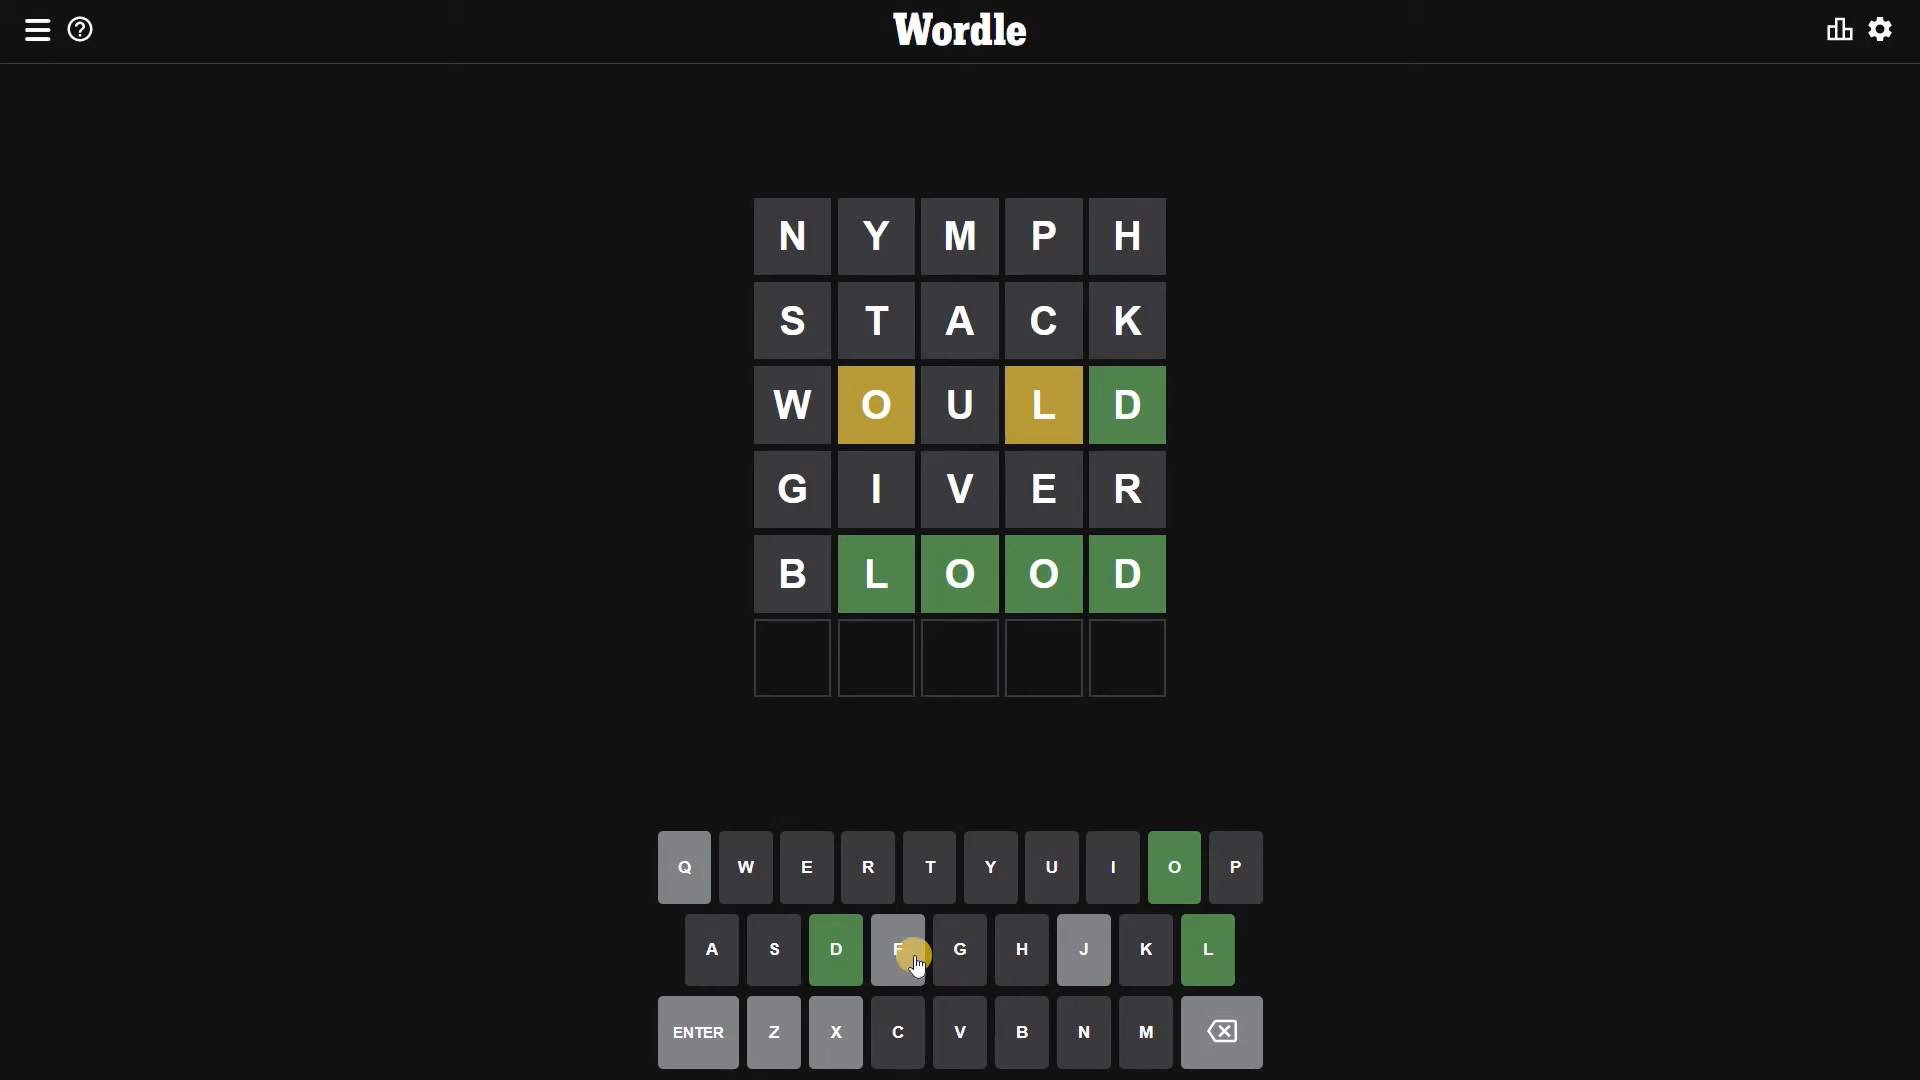 Wordle
N Y M P H
S T A C K
W O U L D
G I V E R
B L O O D
Q W E R T Y U I O P
A S D F G H J K L
ENTER Z X C V B N M